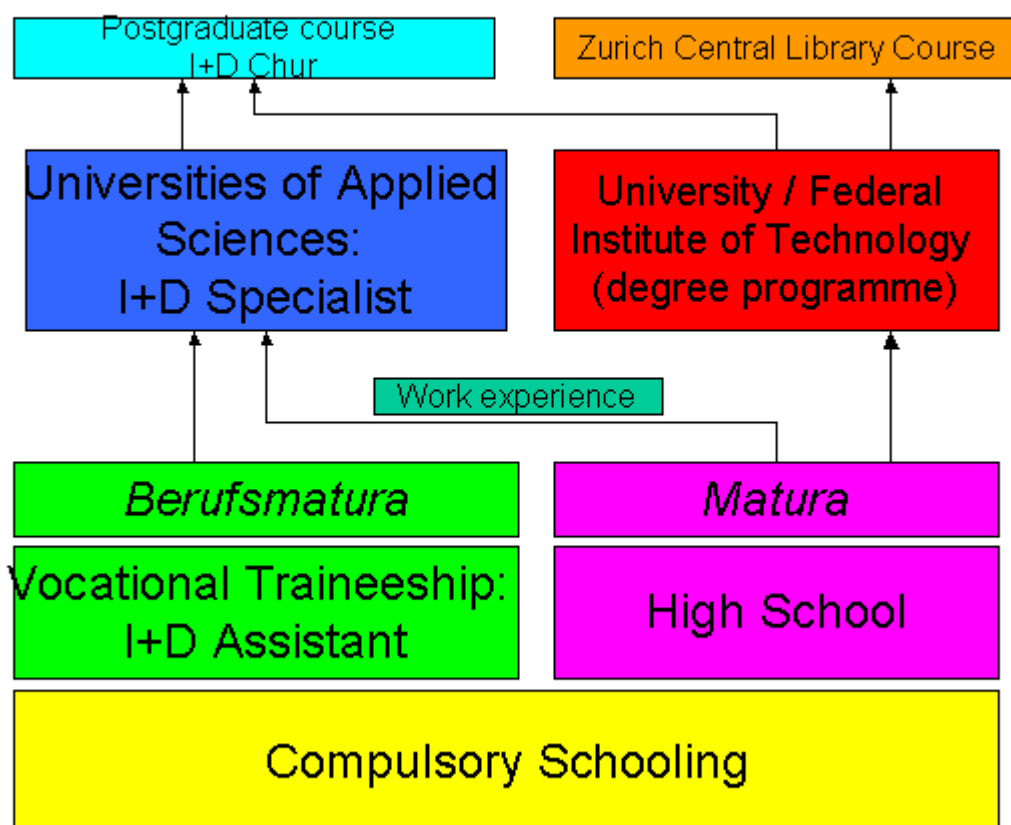 Postgraduate course
I+D Chur
Zurich Central Library Course
Universities of Applied
Sciences:
I+D Specialist
University / Federal
Institute of Technology
(degree programme)
Work experience
Berufsmatura
Matura
Vocational Traineeship:
I+D Assistant
High School
Compulsory Schooling